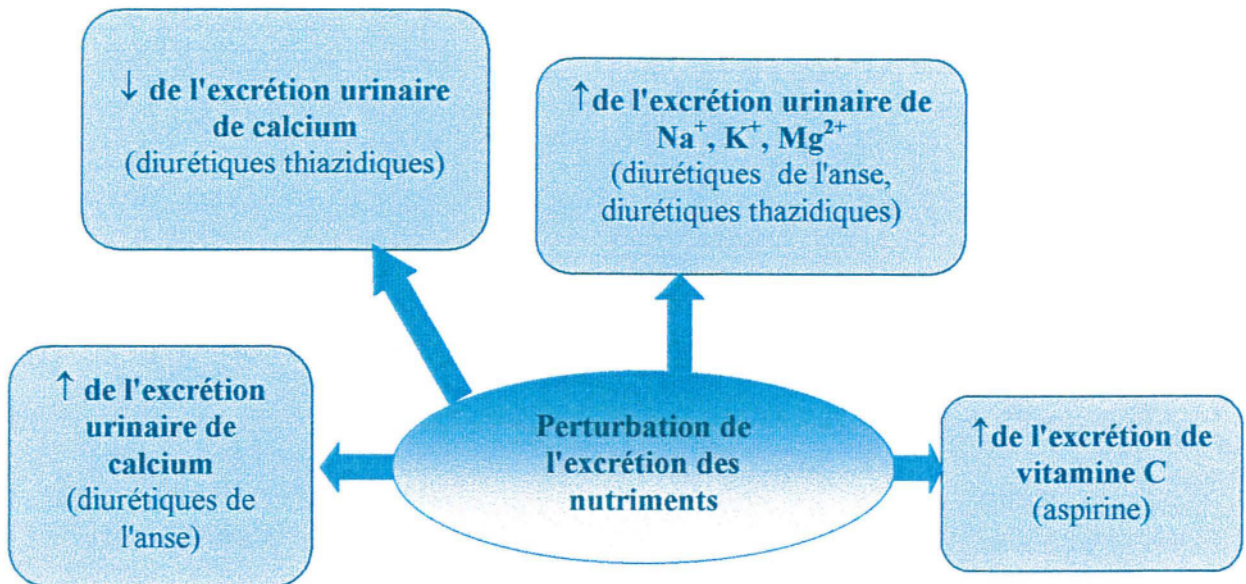 ↓ de l'excrétion urinaire
de calcium
(diurétiques thiazidiques)
↑de l'excrétion urinaire de
Na⁺, K⁺, Mg²⁺
(diurétiques de l'anse,
diurétiques thazidiques)
↑ de l'excrétion
urinaire de
calcium
(diurétiques de
l'anse)
Perturbation de
l'excrétion des
nutriments
↑de l'excrétion de
vitamine C
(aspirine)